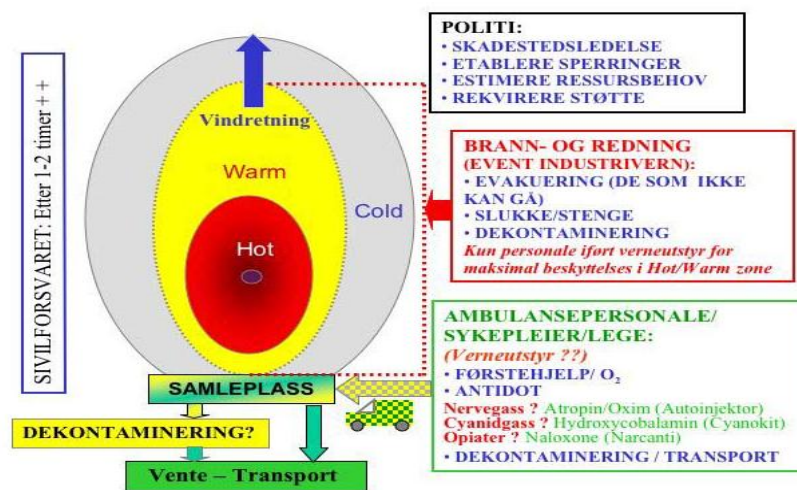 SIVILFORSVARET: Etter 1-2 timer + +
Vindretning
Warm
Cold
Hot
SAMLEPLASS
DEKONTAMINERING?
Vente – Transport
POLITI:
• SKADESTEDSLEDELSE
• ETABLERE SPERRINGER
• ESTIMERE RESSURSBEHOV
• REKVIRERE STØTTE
BRANN- OG REDNING
(EVENT INDUSTRIVERN):
• EVAKUERING (DE SOM IKKE
KAN GÅ)
• SLUKKE/STENGE
• DEKONTAMINERING
Kun personale iført verneutstyr for
maksimal beskyttelses i Hot/Warm zone
AMBULANSEPERSONALE/
SYKEPLEIER/LEGE:
(Verneutstyr ??)
• FØRSTEHJELP/ O₂
• ANTIDOT
Nervegass ? Atropin/Oxim (Autoinjektor)
Cyanidgass ? Hydroxycobalamin (Cyanokit)
Opiater ? Naloxone (Narcanti)
• DEKONTAMINERING / TRANSPORT